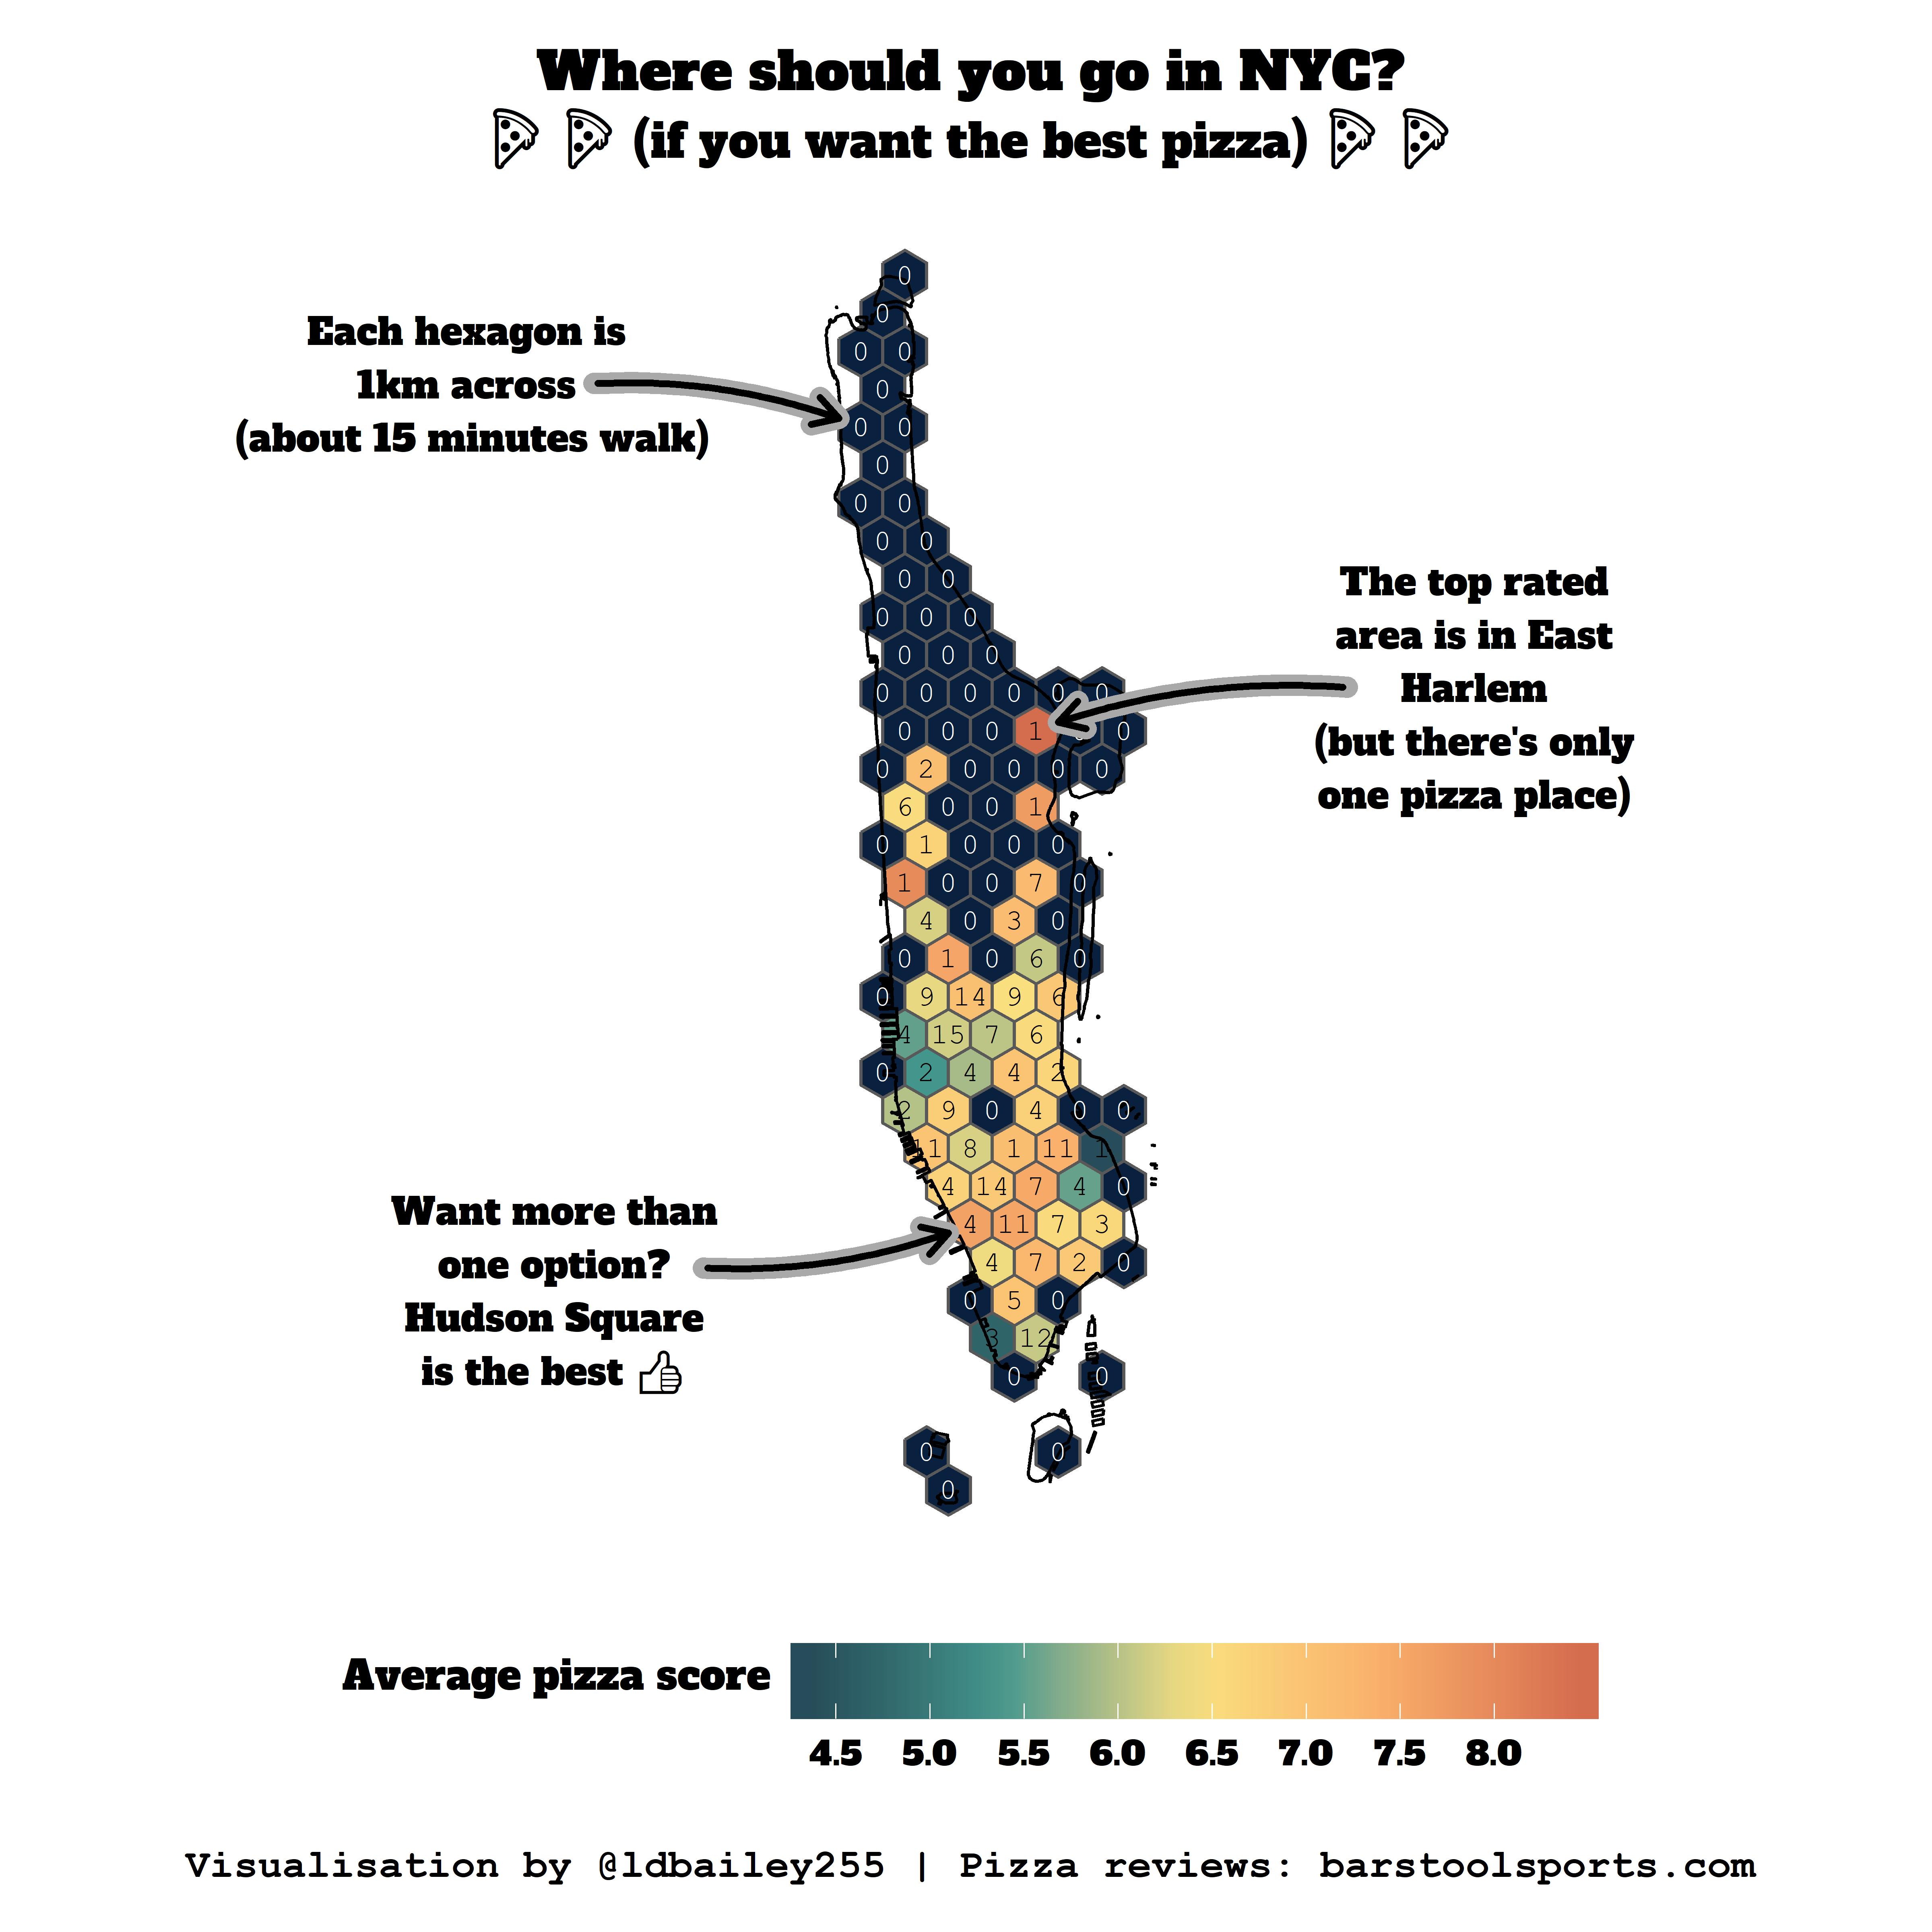 Where should you go in NYC?
(if you want the best pizza)
Each hexagon is
1km across
(about 15 minutes walk)
The top rated
area is in East
Harlem
(but there's only
one pizza place)
Want more than
one option?
Hudson Square
is the best
0
0
0 0
0
0 0
0
0 0
0 0
0 0
0 0 0
0 0 0
0 0 0 0 0 0
0 0 0 1 0
0 2 0 0 0 0
6 0 0 1
0 1 0 0 0
1 0 0 7 0
4 0 3 0
0 1 0 6 0
0 9 14 9 6
4 15 7 6
0 2 4 4 2
2 9 0 4 0 0
11 8 1 11 1
4 14 7 4 0
4 11 7 3
4 7 2 0
0 5 0
3 12
0 0
0 0
0
Average pizza score
4.5 5.0 5.5 6.0 6.5 7.0 7.5 8.0
Visualisation by @ldbailey255 | Pizza reviews: barstoolsports.com